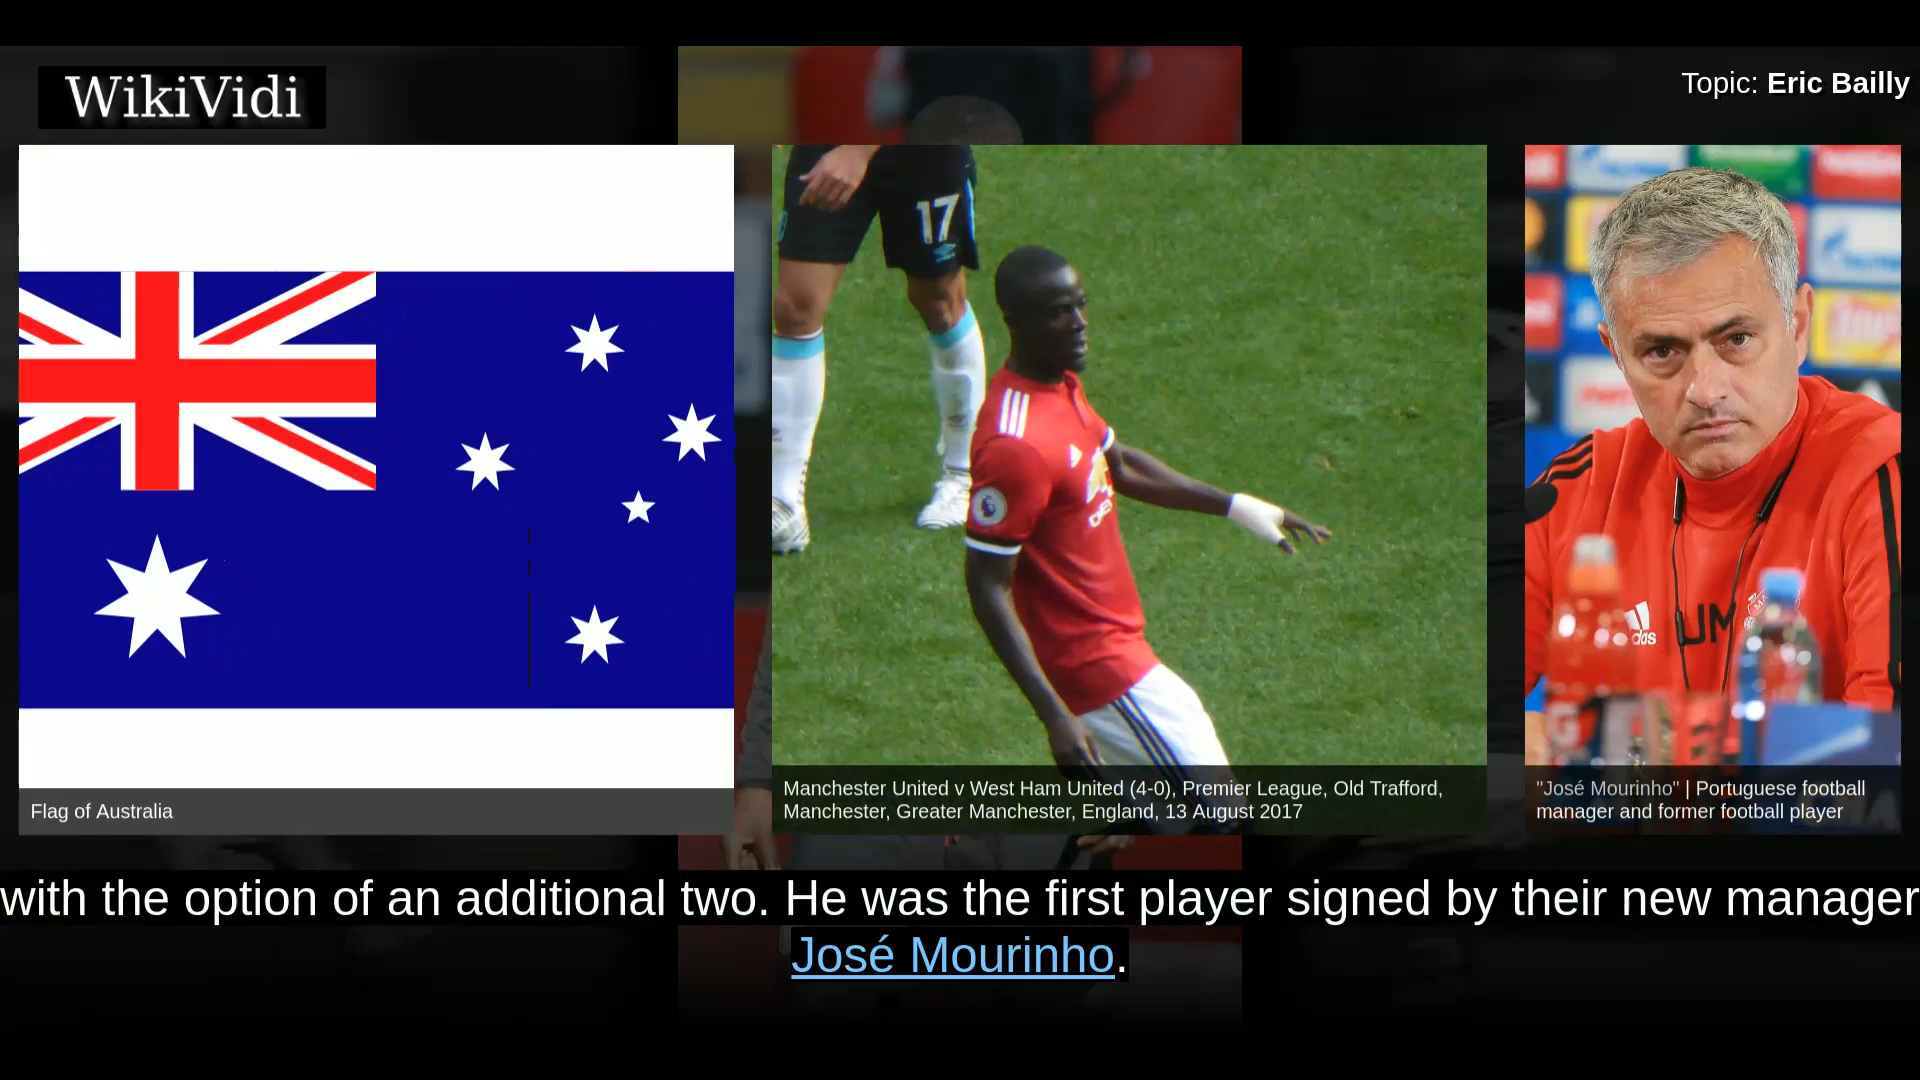 WikiVidi
Topic: Eric Bailly
17
Flag of Australia
Manchester United v West Ham United (4-0), Premier League, Old Trafford,
Manchester, Greater Manchester, England, 13 August 2017
"José Mourinho" | Portuguese football
manager and former football player
adidas
with the option of an additional two. He was the first player signed by their new manager
José Mourinho.